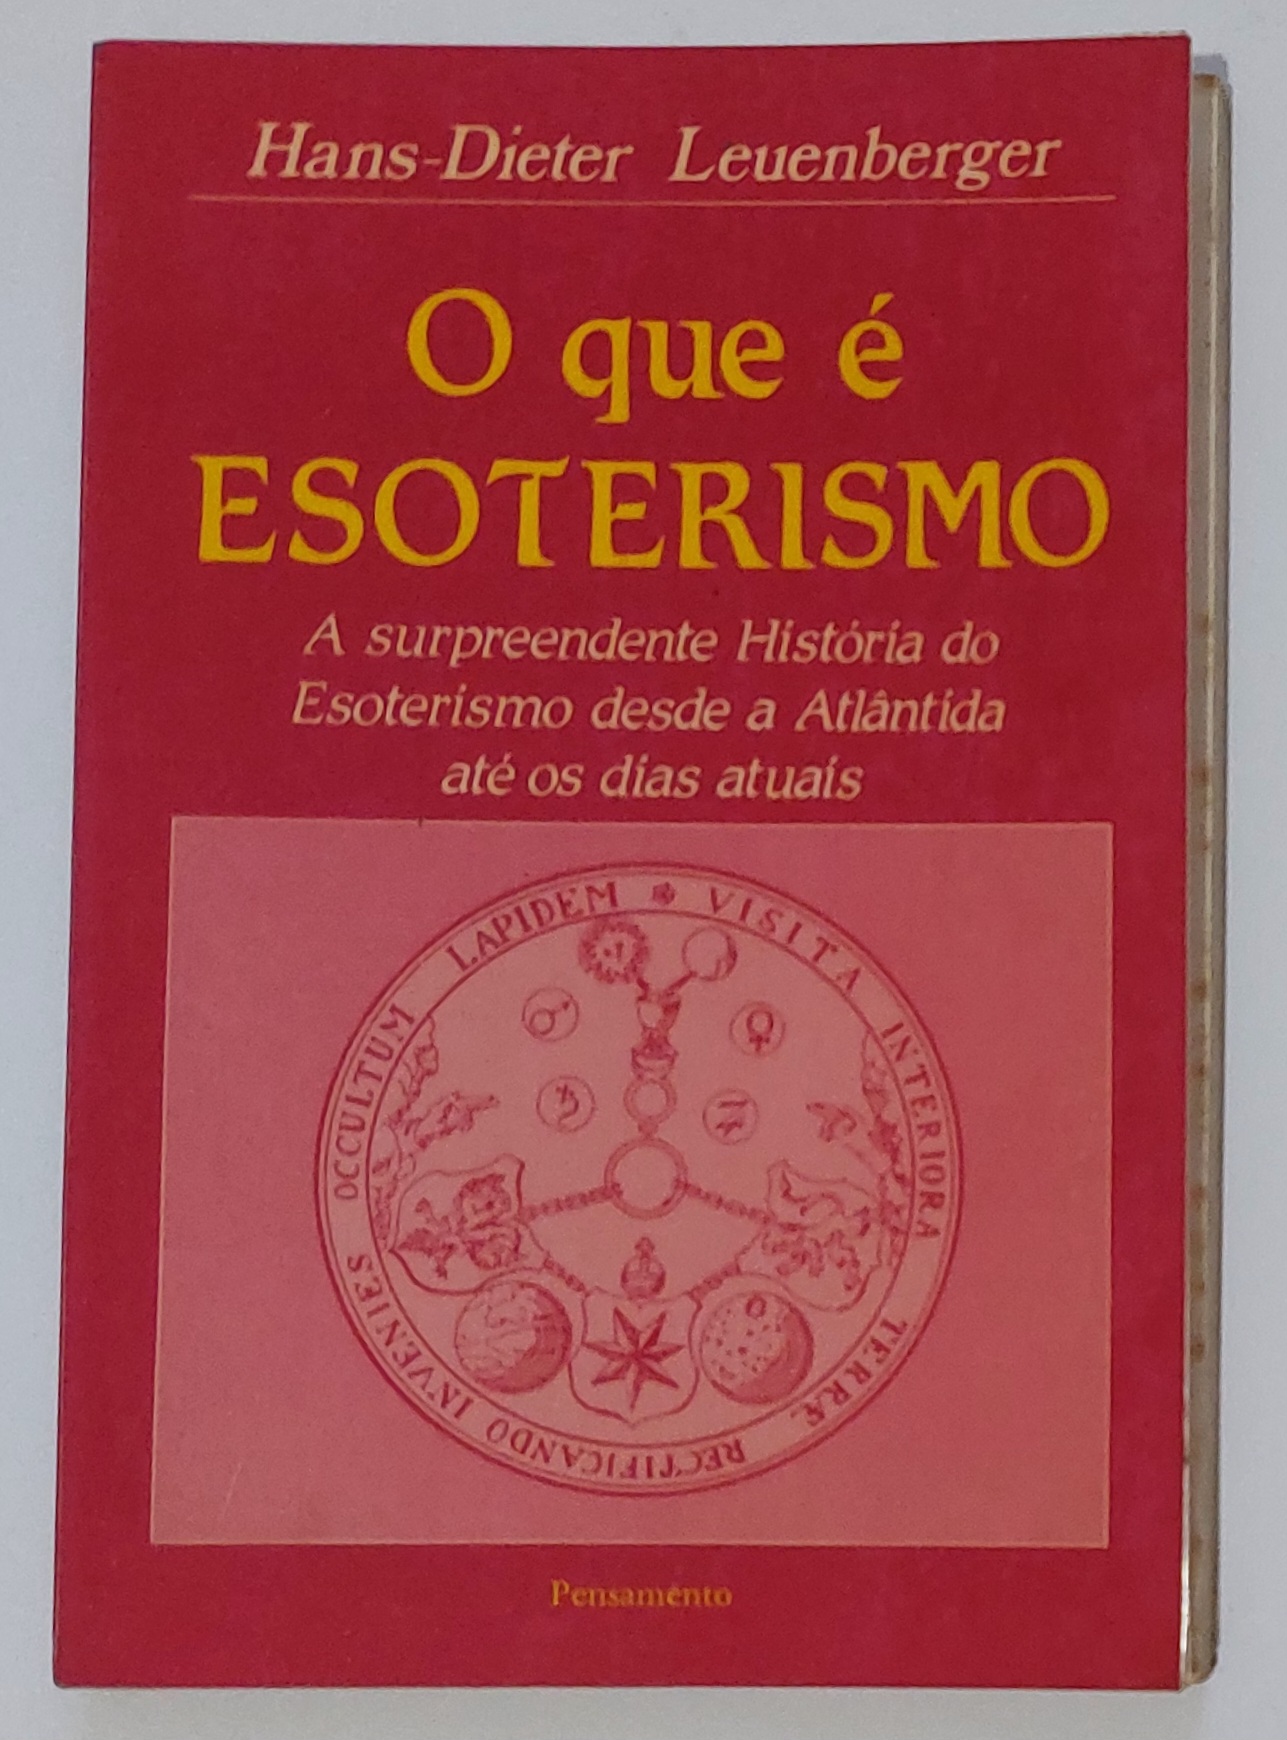 Hans-Dieter Leuenberger
O que é
ESOTERISMO
A surpreendente História do
Esoterismo desde a Atlântida
até os dias atuais
VISITA INTERIORA TERRÆ RECTIFICANDO INVENIES OCCULTUM LAPIDEM
Pensamento